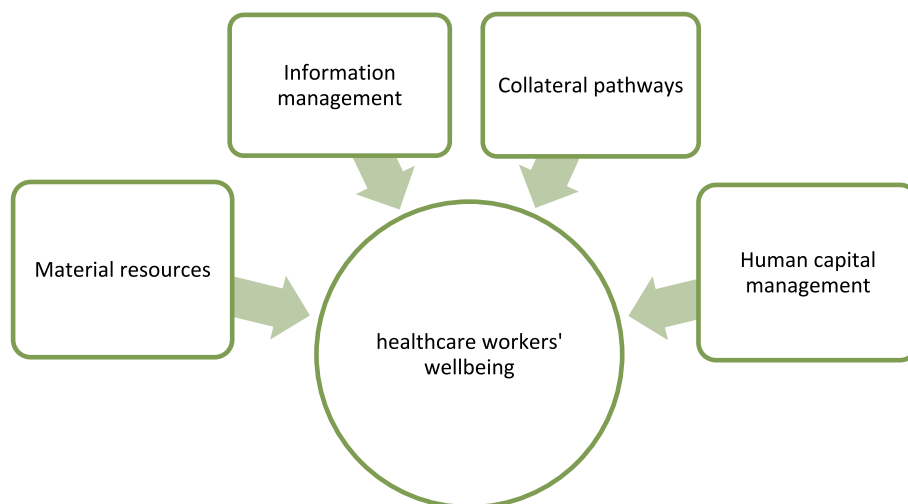 Information
management
Collateral pathways
Material resources
Human capital
management
healthcare workers'
wellbeing